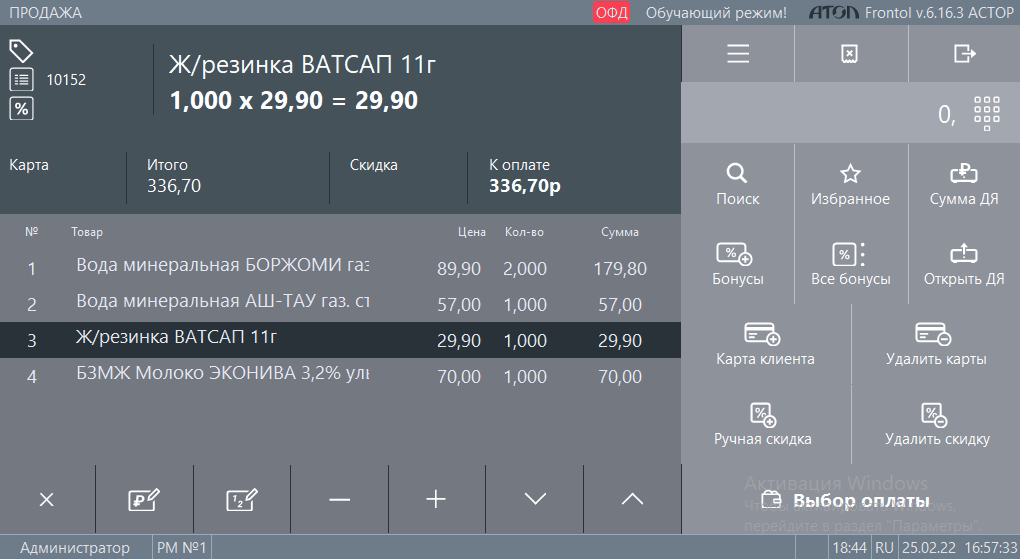 ПРОДАЖА
ОФД Обучающий режим! ATOL Frontol v.6.16.3 АСТОР
10152
Ж/резинка ВАТСАП 11г
1,000 x 29,90 = 29,90
0,
Карта Итого Скидка К оплате
336,70 336,70р
№ Товар Цена Кол-во Сумма
1 Вода минеральная БОРЖОМИ газ 89,90 2,000 179,80
2 Вода минеральная АШ-ТАУ газ. ст 57,00 1,000 57,00
3 Ж/резинка ВАТСАП 11г 29,90 1,000 29,90
4 БЗМЖ Молоко ЭКОНИВА 3,2% уль 70,00 1,000 70,00
Поиск Избранное Сумма ДЯ
Бонусы Все бонусы Открыть ДЯ
Карта клиента Удалить карты
Ручная скидка Удалить скидку
Активация Windows
Выбор оплаты
Чтобы активировать Windows,
перейдите в раздел "Параметры".
Администратор РМ №1 18:44 RU 25.02.22 16:57:33